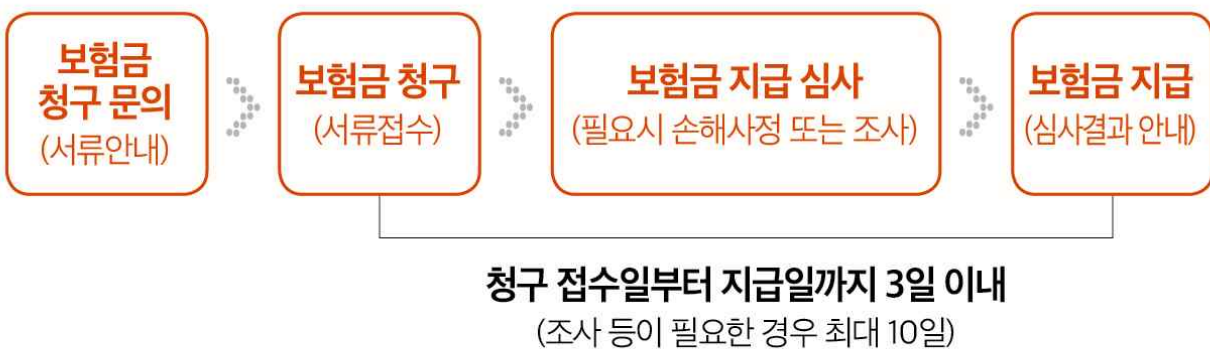 보험금
청구 문의
(서류안내)
보험금 청구
(서류접수)
보험금 지급 심사
(필요시 손해사정 또는 조사)
보험금 지급
(심사결과 안내)
청구 접수일부터 지급일까지 3일 이내
(조사 등이 필요한 경우 최대 10일)